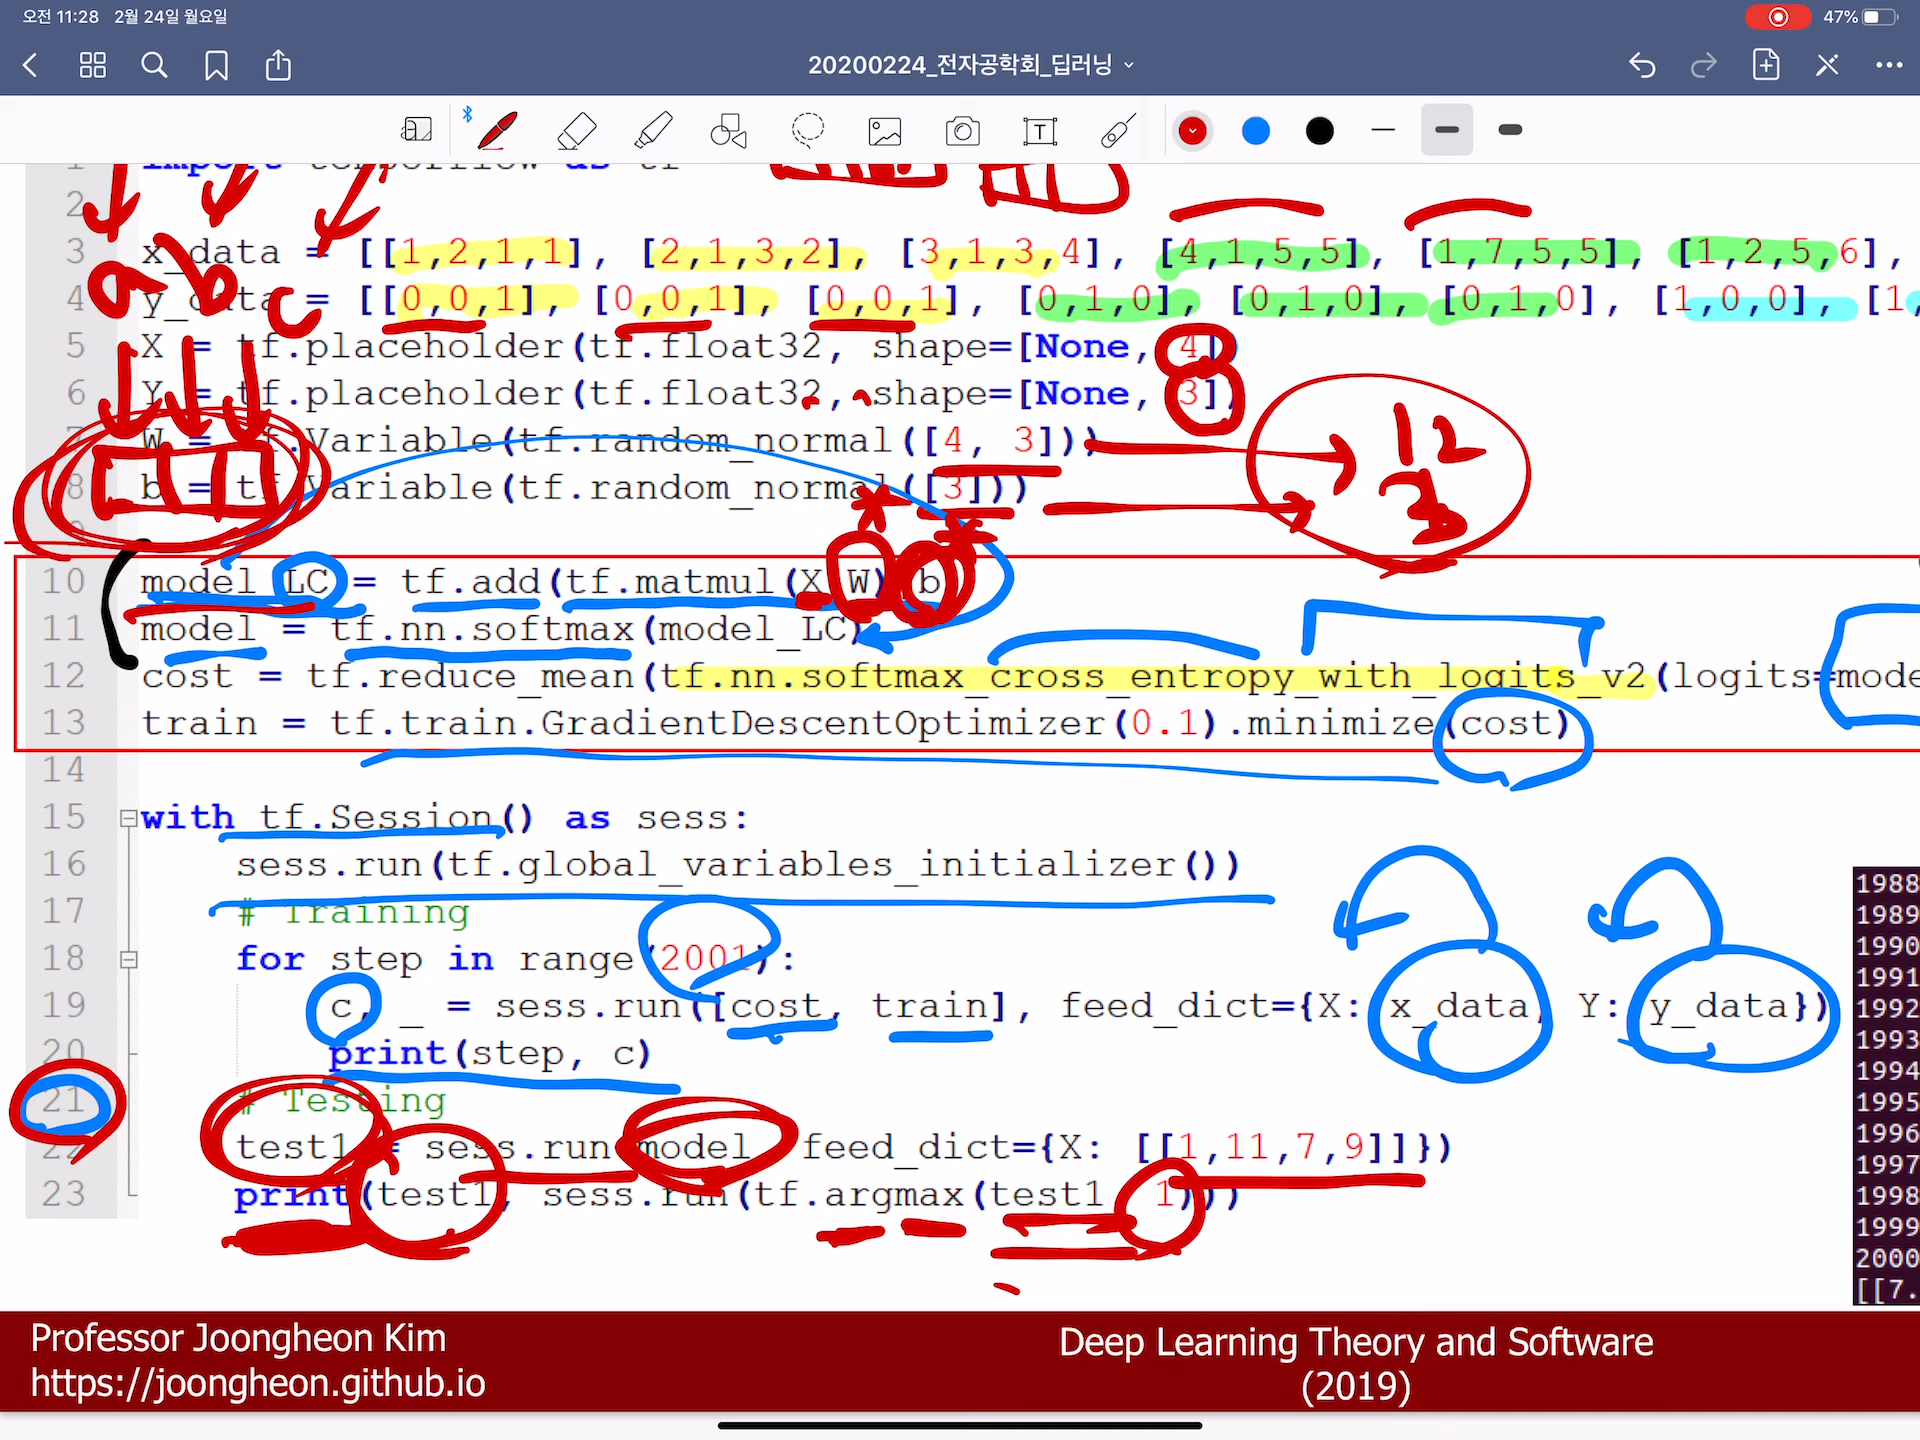 오전 11:28 2월 24일 월요일
47%
20200224_전자공학회_딥러닝
1 import tensorflow as tf
2
3 x_data = [[1,2,1,1], [2,1,3,2], [3,1,3,4], [4,1,5,5], [1,7,5,5], [1,2,5,6],
4 y_data = [[0,0,1], [0,0,1], [0,0,1], [0,1,0], [0,1,0], [0,1,0], [1,0,0], [1,
a b c
5 X = tf.placeholder(tf.float32, shape=[None, 4])
6 Y = tf.placeholder(tf.float32, shape=[None, 3])
7 W = tf.Variable(tf.random_normal([4, 3]))
12
8 b = tf.Variable(tf.random_normal([3]))
3
10 model_LC = tf.add(tf.matmul(X,W), b)
11 model = tf.nn.softmax(model_LC)
12 cost = tf.reduce_mean(tf.nn.softmax_cross_entropy_with_logits_v2(logits=mode
13 train = tf.train.GradientDescentOptimizer(0.1).minimize(cost)
14
15 with tf.Session() as sess:
16 sess.run(tf.global_variables_initializer())
17 # Training
18 for step in range(2001):
19 c, _ = sess.run([cost, train], feed_dict={X: x_data, Y: y_data})
20 print(step, c)
21 # Testing
22 test1 = sess.run(model, feed_dict={X: [[1,11,7,9]]})
23 print(test1, sess.run(tf.argmax(test1, 1)))
1988
1989
1990
1991
1992
1993
1994
1995
1996
1997
1998
1999
2000
[[7.
Professor Joongheon Kim
https://joongheon.github.io
Deep Learning Theory and Software
(2019)